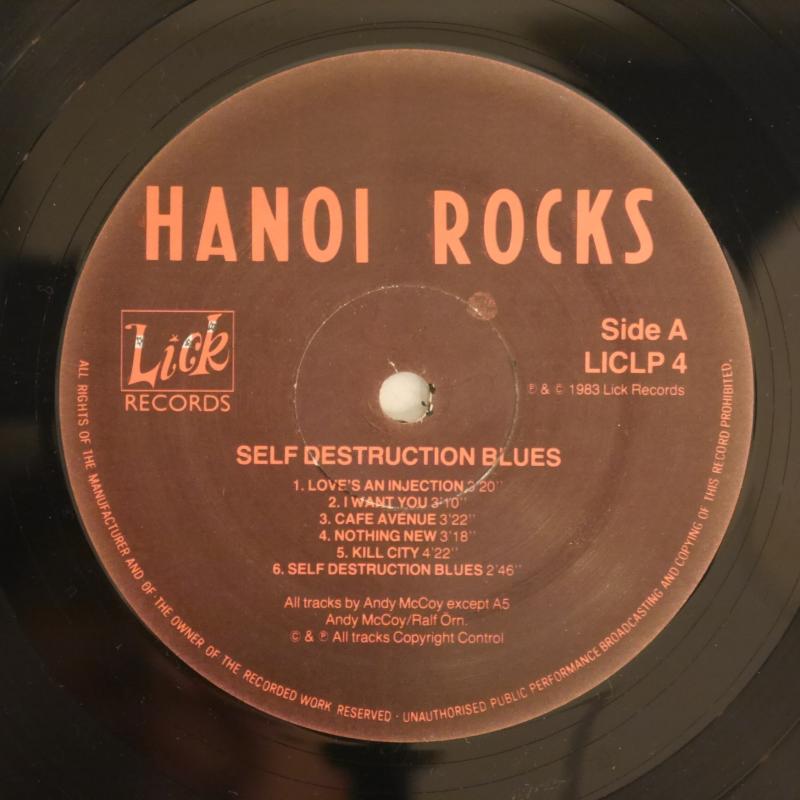 HANOI ROCKS
Lick
RECORDS
Side A
LICLP 4
℗ & © 1983 Lick Records
SELF DESTRUCTION BLUES
1. LOVE'S AN INJECTION 3'20''
2. I WANT YOU 3'10''
3. CAFE AVENUE 3'22''
4. NOTHING NEW 3'18''
5. KILL CITY 4'22''
6. SELF DESTRUCTION BLUES 2'46''
All tracks by Andy McCoy except A5
Andy McCoy/Ralf Örn.
© & ℗ All tracks Copyright Control
ALL RIGHTS OF THE MANUFACTURER AND OF · THE OWNER OF THE RECORDED WORK RESERVED · UNAUTHORISED PUBLIC PERFORMANCE BROADCASTING AND COPYING OF THIS RECORD PROHIBITED.